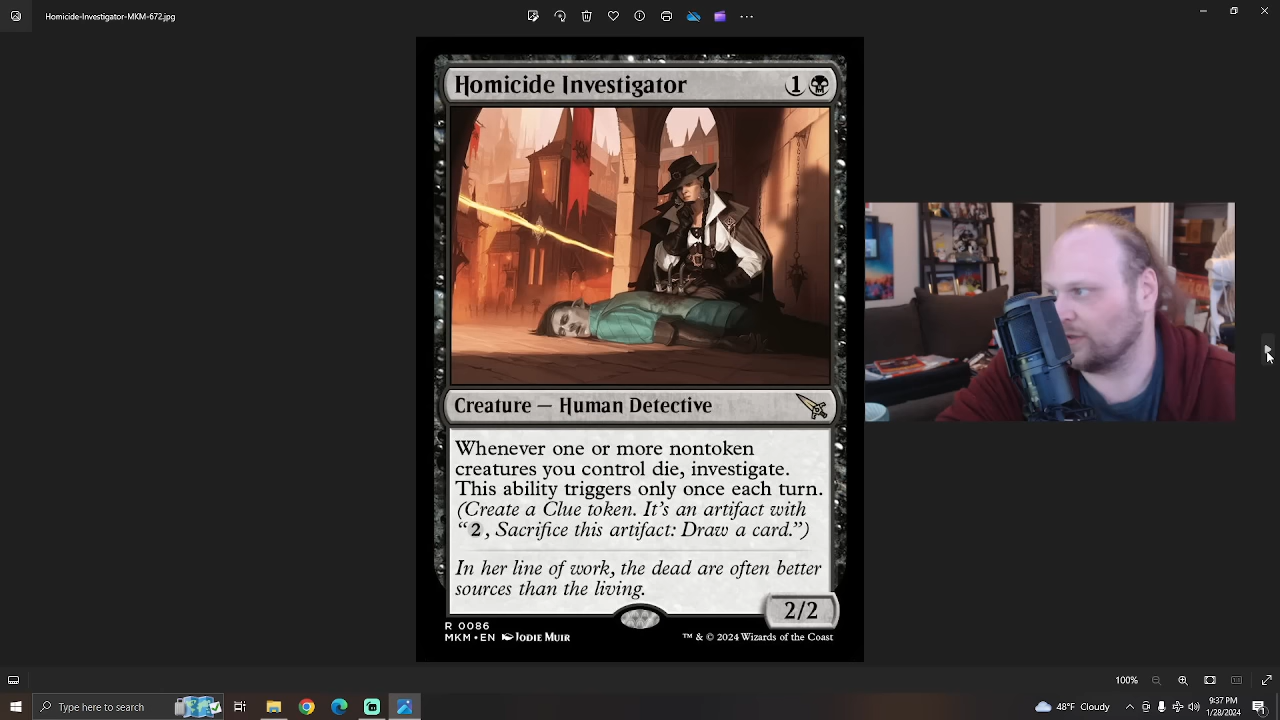 Homicide-Investigator-MKM-672.jpg
Homicide Investigator 1
Creature — Human Detective
Whenever one or more nontoken
creatures you control die, investigate.
This ability triggers only once each turn.
(Create a Clue token. It's an artifact with
“2, Sacrifice this artifact: Draw a card.”)
In her line of work, the dead are often better
sources than the living.
2/2
R 0086
MKM • EN Jodie Muir
™ & © 2024 Wizards of the Coast
100%
Type here to search
48°F
9:37 PM
1/28/2024